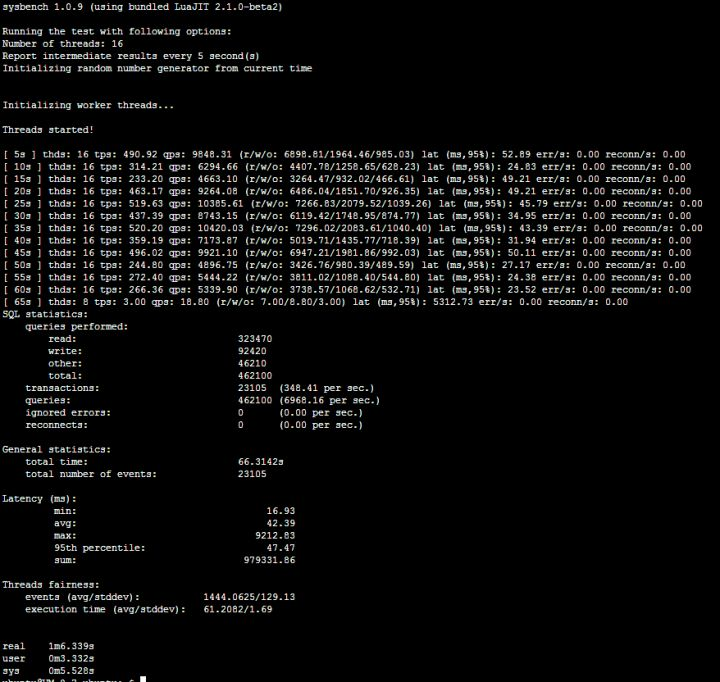 sysbench 1.0.9 (using bundled LuaJIT 2.1.0-beta2)
Running the test with following options:
Number of threads: 16
Report intermediate results every 5 second(s)
Initializing random number generator from current time
Initializing worker threads...
Threads started!
[ 5s ] thds: 16 tps: 490.92 qps: 9848.31 (r/w/o: 6898.81/1964.46/985.03) lat (ms,95%): 52.89 err/s: 0.00 reconn/s: 0.00
[ 10s ] thds: 16 tps: 314.21 qps: 6294.66 (r/w/o: 4407.78/1258.65/628.23) lat (ms,95%): 24.83 err/s: 0.00 reconn/s: 0.00
[ 15s ] thds: 16 tps: 233.20 qps: 4663.10 (r/w/o: 3264.47/932.02/466.61) lat (ms,95%): 49.21 err/s: 0.00 reconn/s: 0.00
[ 20s ] thds: 16 tps: 463.17 qps: 9264.08 (r/w/o: 6486.04/1851.70/926.35) lat (ms,95%): 49.21 err/s: 0.00 reconn/s: 0.00
[ 25s ] thds: 16 tps: 519.63 qps: 10385.61 (r/w/o: 7266.83/2079.52/1039.26) lat (ms,95%): 45.79 err/s: 0.00 reconn/s: 0.00
[ 30s ] thds: 16 tps: 437.39 qps: 8743.15 (r/w/o: 6119.42/1748.95/874.77) lat (ms,95%): 34.95 err/s: 0.00 reconn/s: 0.00
[ 35s ] thds: 16 tps: 520.20 qps: 10420.03 (r/w/o: 7296.02/2083.61/1040.40) lat (ms,95%): 43.39 err/s: 0.00 reconn/s: 0.00
[ 40s ] thds: 16 tps: 359.19 qps: 7173.87 (r/w/o: 5019.71/1435.77/718.39) lat (ms,95%): 31.94 err/s: 0.00 reconn/s: 0.00
[ 45s ] thds: 16 tps: 496.02 qps: 9921.10 (r/w/o: 6947.21/1981.86/992.03) lat (ms,95%): 50.11 err/s: 0.00 reconn/s: 0.00
[ 50s ] thds: 16 tps: 244.80 qps: 4896.75 (r/w/o: 3426.76/980.39/489.59) lat (ms,95%): 27.17 err/s: 0.00 reconn/s: 0.00
[ 55s ] thds: 16 tps: 272.40 qps: 5444.22 (r/w/o: 3811.02/1088.40/544.80) lat (ms,95%): 24.38 err/s: 0.00 reconn/s: 0.00
[ 60s ] thds: 16 tps: 266.36 qps: 5339.90 (r/w/o: 3738.57/1068.62/532.71) lat (ms,95%): 23.52 err/s: 0.00 reconn/s: 0.00
[ 65s ] thds: 8 tps: 3.00 qps: 18.80 (r/w/o: 7.00/8.80/3.00) lat (ms,95%): 5312.73 err/s: 0.00 reconn/s: 0.00
SQL statistics:
queries performed:
read: 323470
write: 92420
other: 46210
total: 462100
transactions: 23105 (348.41 per sec.)
queries: 462100 (6968.16 per sec.)
ignored errors: 0 (0.00 per sec.)
reconnects: 0 (0.00 per sec.)
General statistics:
total time: 66.3142s
total number of events: 23105
Latency (ms):
min: 16.93
avg: 42.39
max: 9212.83
95th percentile: 47.47
sum: 979331.86
Threads fairness:
events (avg/stddev): 1444.0625/129.13
execution time (avg/stddev): 61.2082/1.69
real 1m6.339s
user 0m3.332s
sys 0m5.528s